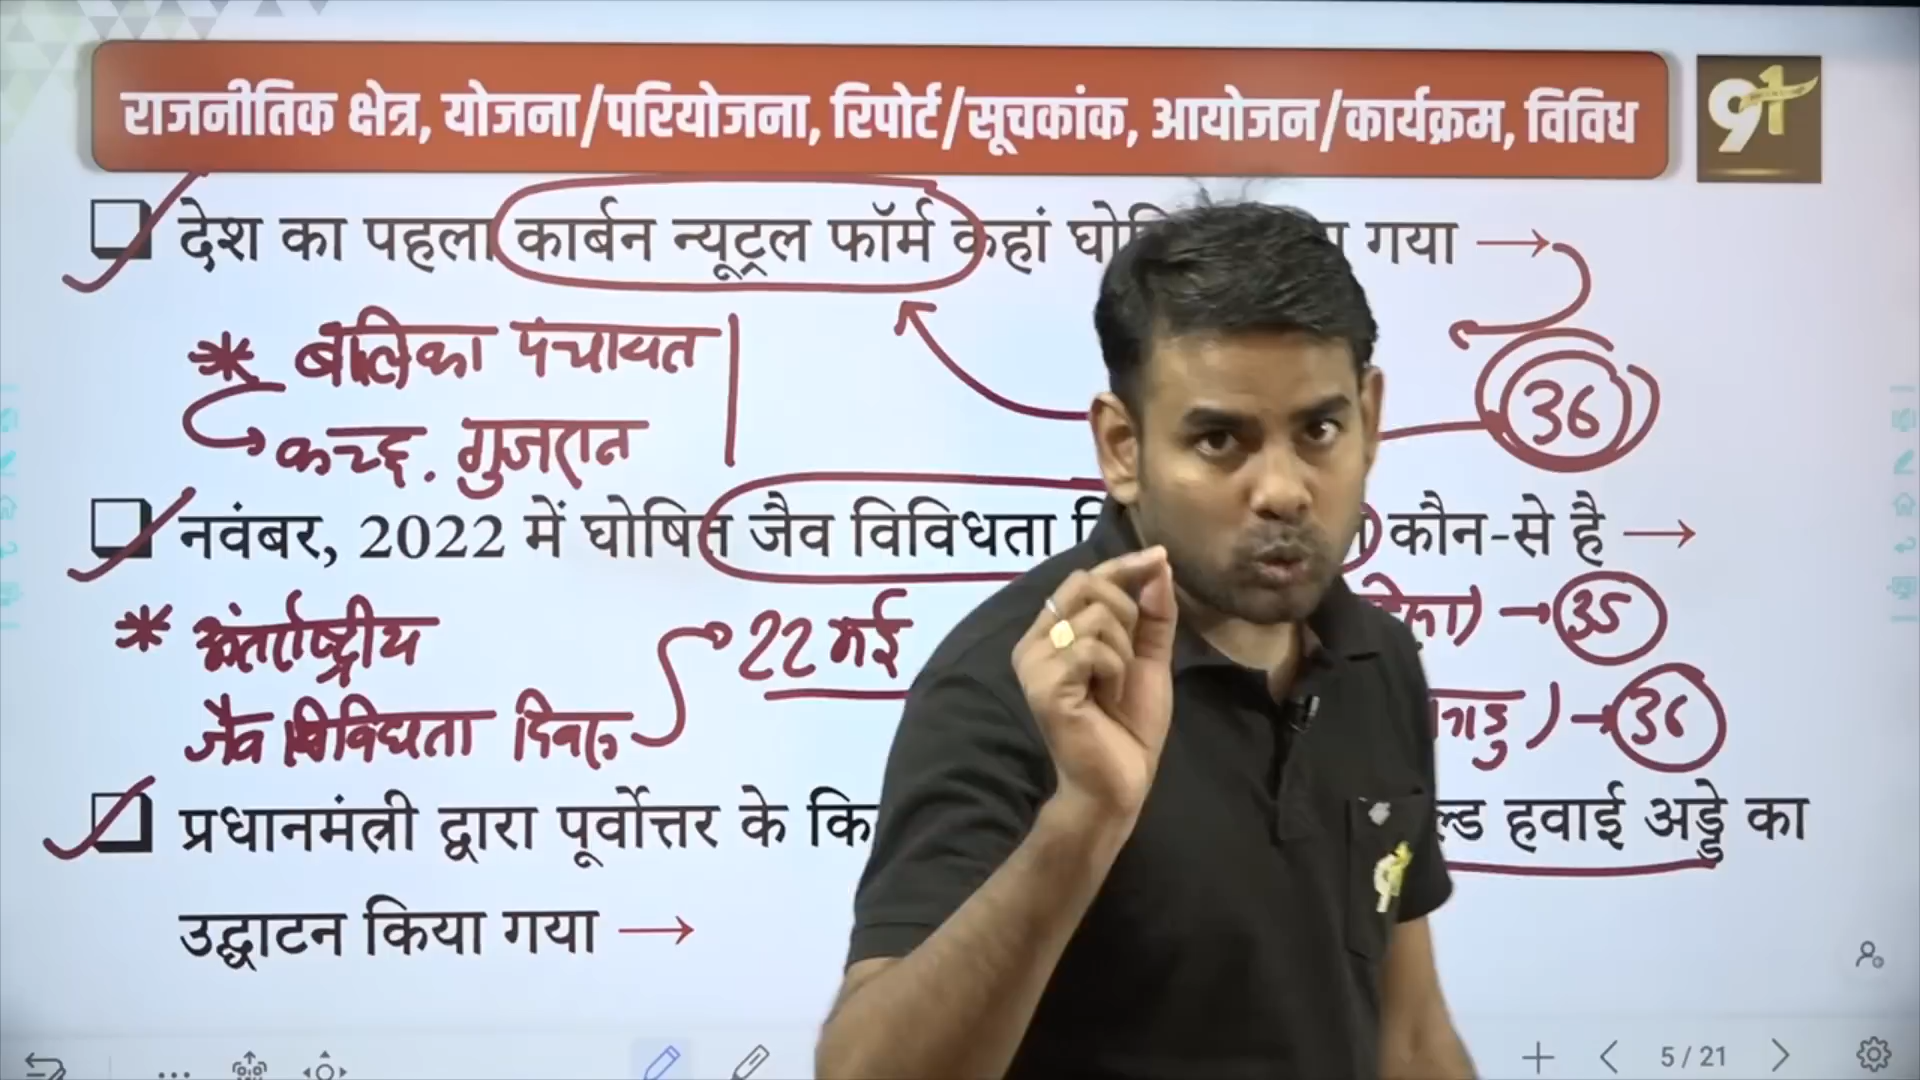 राजनीतिक क्षेत्र, योजना/परियोजना, रिपोर्ट/सूचकांक, आयोजन/कार्यक्रम, विविध
91
देश का पहला कार्बन न्यूट्रल फॉर्म कहां गया →
* बालिका पंचायत
36
कच्छ. गुजरात
नवंबर, 2022 में घोषित जैव विविधता कौन-से है →
* अंतर्राष्ट्रीय 22 मई → 35
जैव विविधता दिवस → 36
प्रधानमंत्री द्वारा पूर्वोत्तर के हवाई अड्डे का
उद्घाटन किया गया →
5 / 21